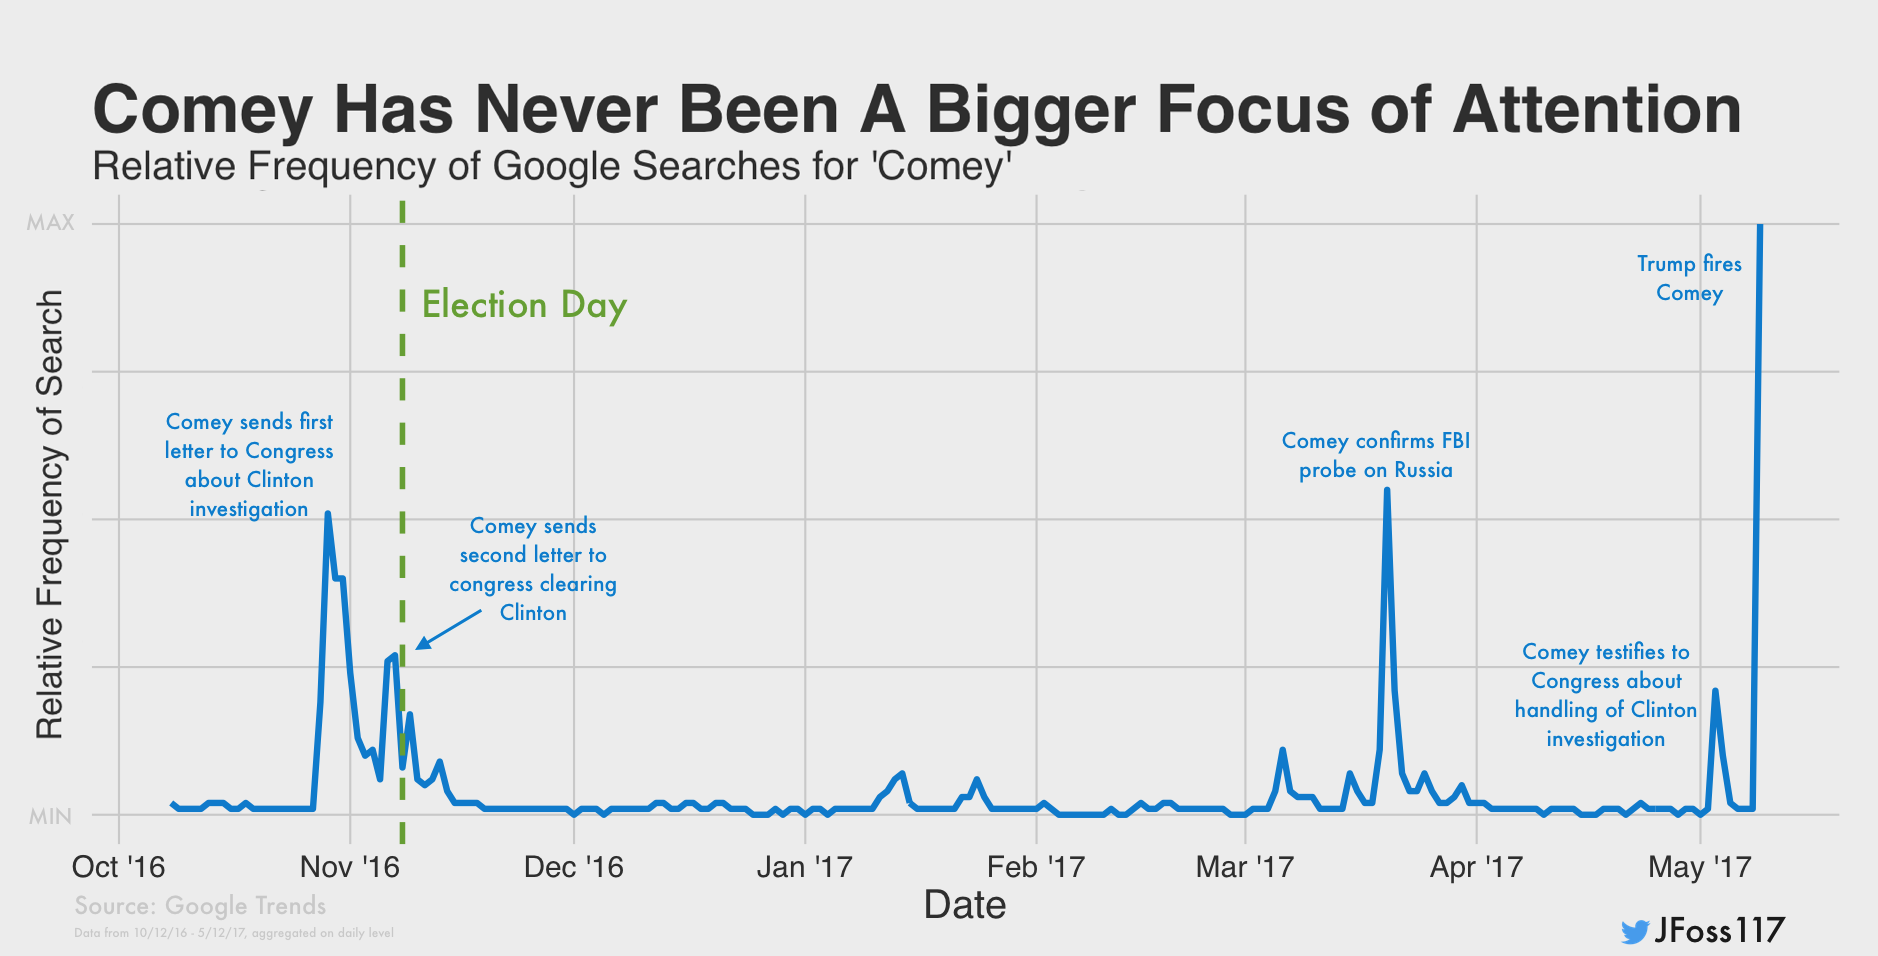 Comey Has Never Been A Bigger Focus of Attention
Relative Frequency of Google Searches for 'Comey'
MAX
Relative Frequency of Search
MIN
Election Day
Trump fires
Comey
Comey sends first
letter to Congress
about Clinton
investigation
Comey sends
second letter to
congress clearing
Clinton
Comey confirms FBI
probe on Russia
Comey testifies to
Congress about
handling of Clinton
investigation
Oct '16
Nov '16
Dec '16
Jan '17
Feb '17
Mar '17
Apr '17
May '17
Date
Source: Google Trends
Data from 10/12/16 - 5/12/17, aggregated on daily level
JFoss117